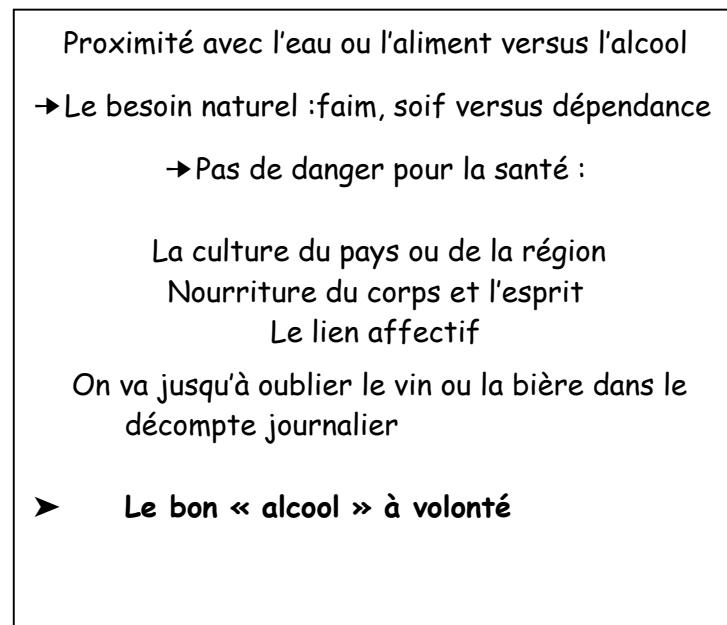 Proximité avec l'eau ou l'aliment versus l'alcool
→Le besoin naturel :faim, soif versus dépendance
→Pas de danger pour la santé :
La culture du pays ou de la région
Nourriture du corps et l'esprit
Le lien affectif
On va jusqu'à oublier le vin ou la bière dans le
décompte journalier
➤ Le bon « alcool » à volonté